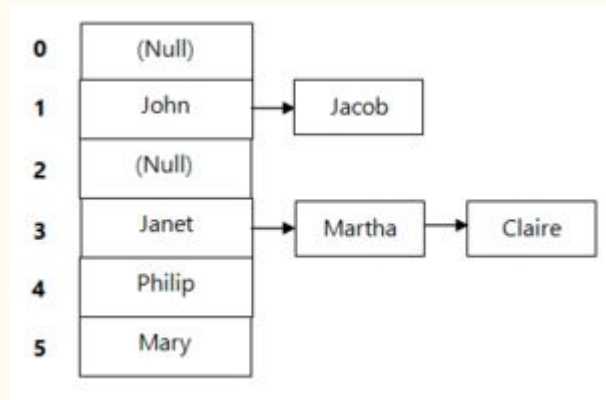 0 (Null)
1 John Jacob
2 (Null)
3 Janet Martha Claire
4 Philip
5 Mary